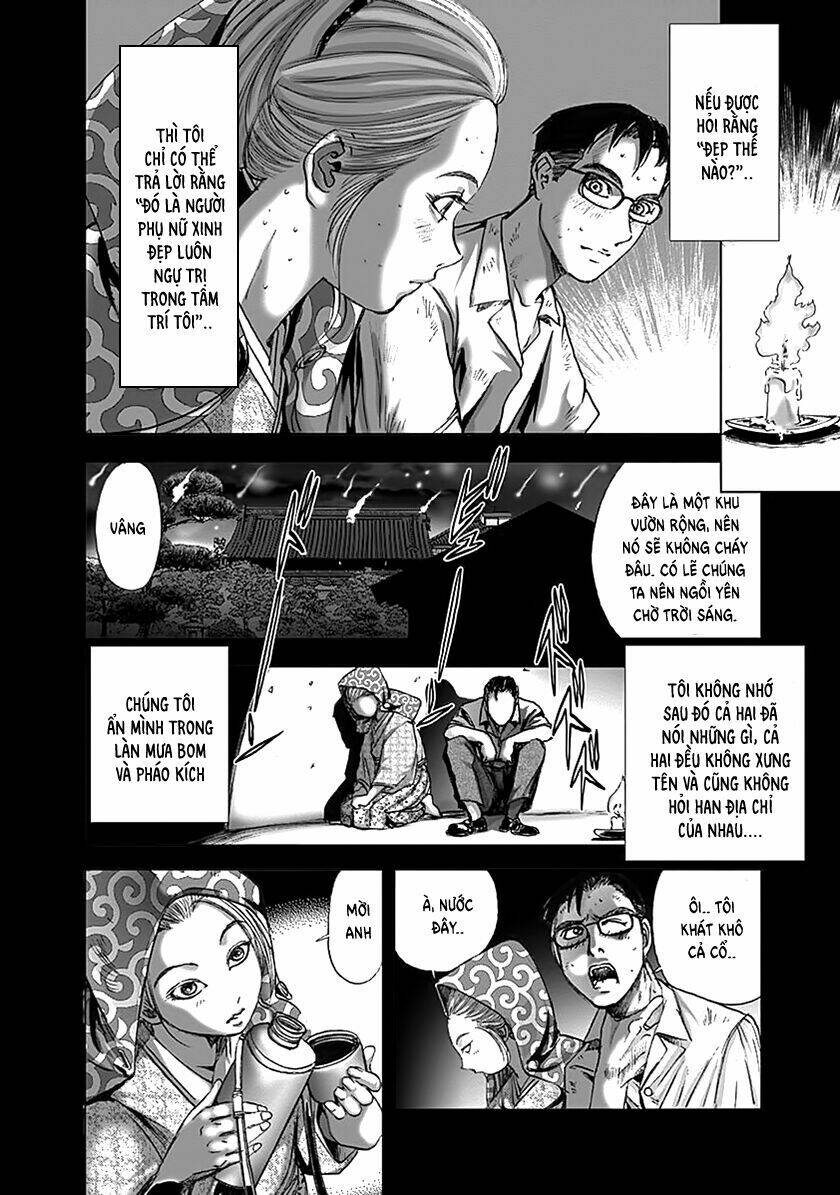 NẾU ĐƯỢC
HỎI RẰNG
"ĐẸP THẾ
NÀO?"..
THÌ TÔI
CHỈ CÓ THỂ
TRẢ LỜI RẰNG
"ĐÓ LÀ NGƯỜI
PHỤ NỮ XINH
ĐẸP LUÔN
NGỰ TRỊ
TRONG TÂM
TRÍ TÔI"..
ĐÂY LÀ MỘT KHU
VƯỜN RỘNG, NÊN
NÓ SẼ KHÔNG CHÁY
ĐÂU. CÓ LẼ CHÚNG
TA NÊN NGỒI YÊN
CHỜ TRỜI SÁNG.
VÂNG
TÔI KHÔNG NHỚ
SAU ĐÓ CẢ HAI ĐÃ
NÓI NHỮNG GÌ, CẢ
HAI ĐỀU KHÔNG XƯNG
TÊN VÀ CŨNG KHÔNG
HỎI HAN ĐỊA CHỈ
CỦA NHAU....
CHÚNG TÔI
ẨN MÌNH TRONG
LÀN MƯA BOM
VÀ PHÁO KÍCH
ÔI.. TÔI
KHÁT KHÔ
CẢ CỔ..
À, NƯỚC
ĐÂY..
MỜI
ANH